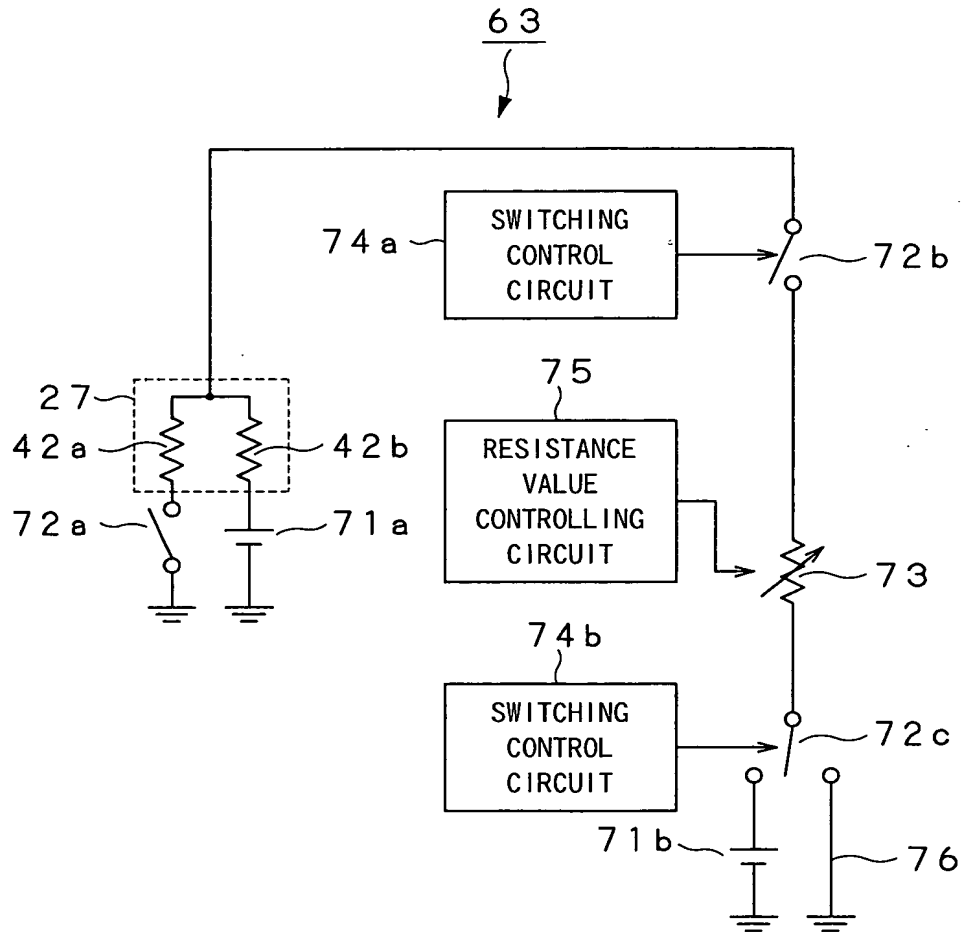 63
74a
SWITCHING
CONTROL
CIRCUIT
72b
27
42a
42b
72a
71a
75
RESISTANCE
VALUE
CONTROLLING
CIRCUIT
73
74b
SWITCHING
CONTROL
CIRCUIT
72c
71b
76